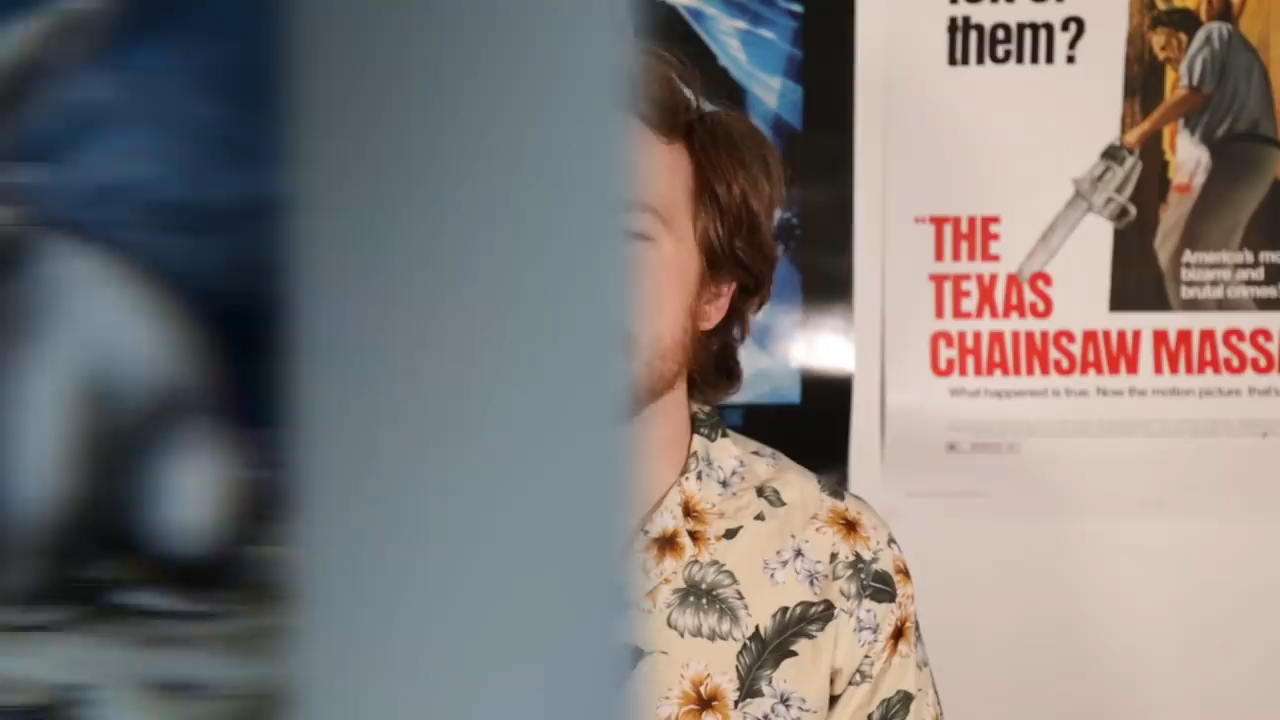 them?
America's mo
bizarre and
brutal crimes
"THE
TEXAS
CHAINSAW MASS
What happened is true. Now the motion picture that's